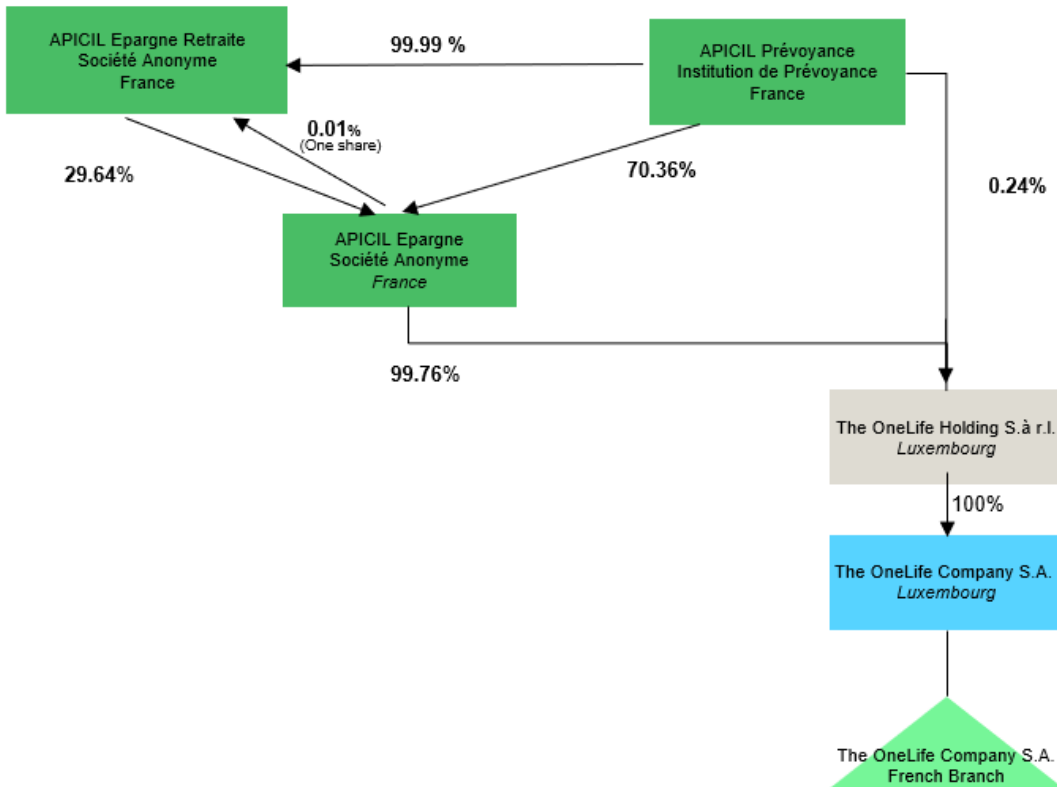 APICIL Epargne Retraite
Société Anonyme
France
99.99 %
APICIL Prévoyance
Institution de Prévoyance
France
0.01%
(One share)
29.64%
70.36%
0.24%
APICIL Epargne
Société Anonyme
France
99.76%
The OneLife Holding S.à r.l.
Luxembourg
100%
The OneLife Company S.A.
Luxembourg
The OneLife Company S.A.
French Branch